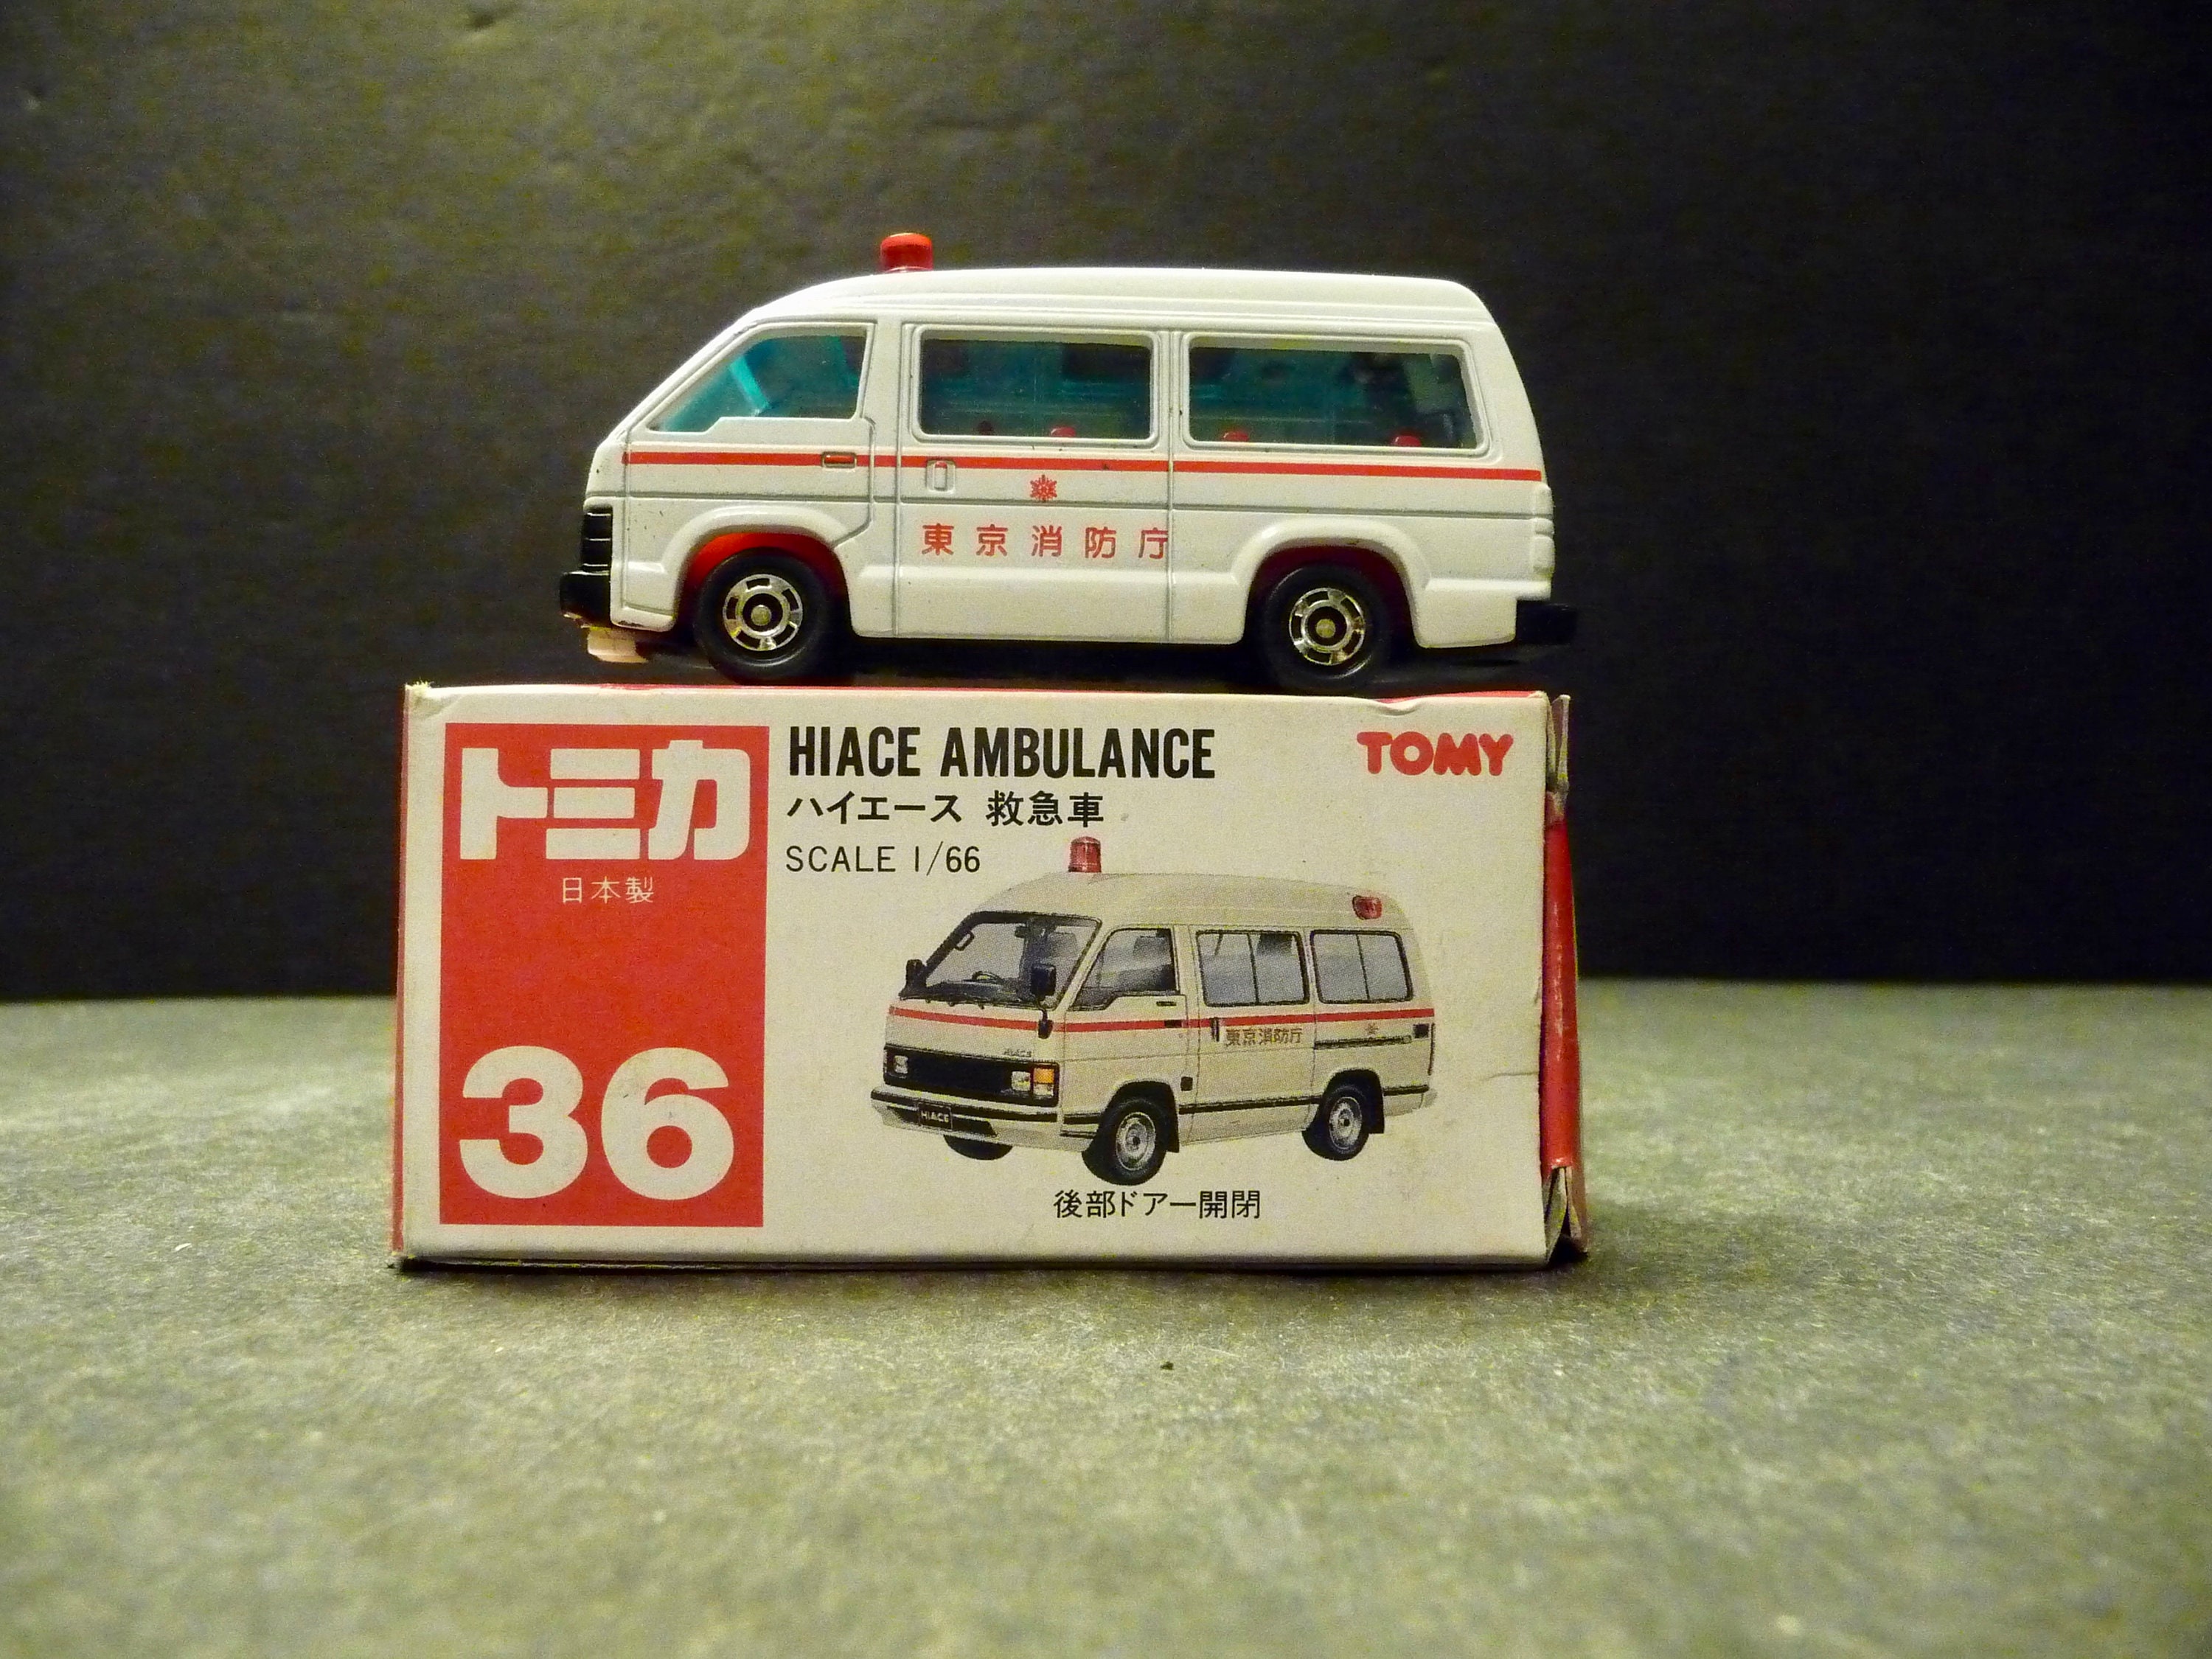 東京消防庁
トミカ
日本製
36
HIACE AMBULANCE
ハイエース 救急車
SCALE 1/66
TOMY
東京消防庁
HIACE
HIACE
後部ドアー開閉